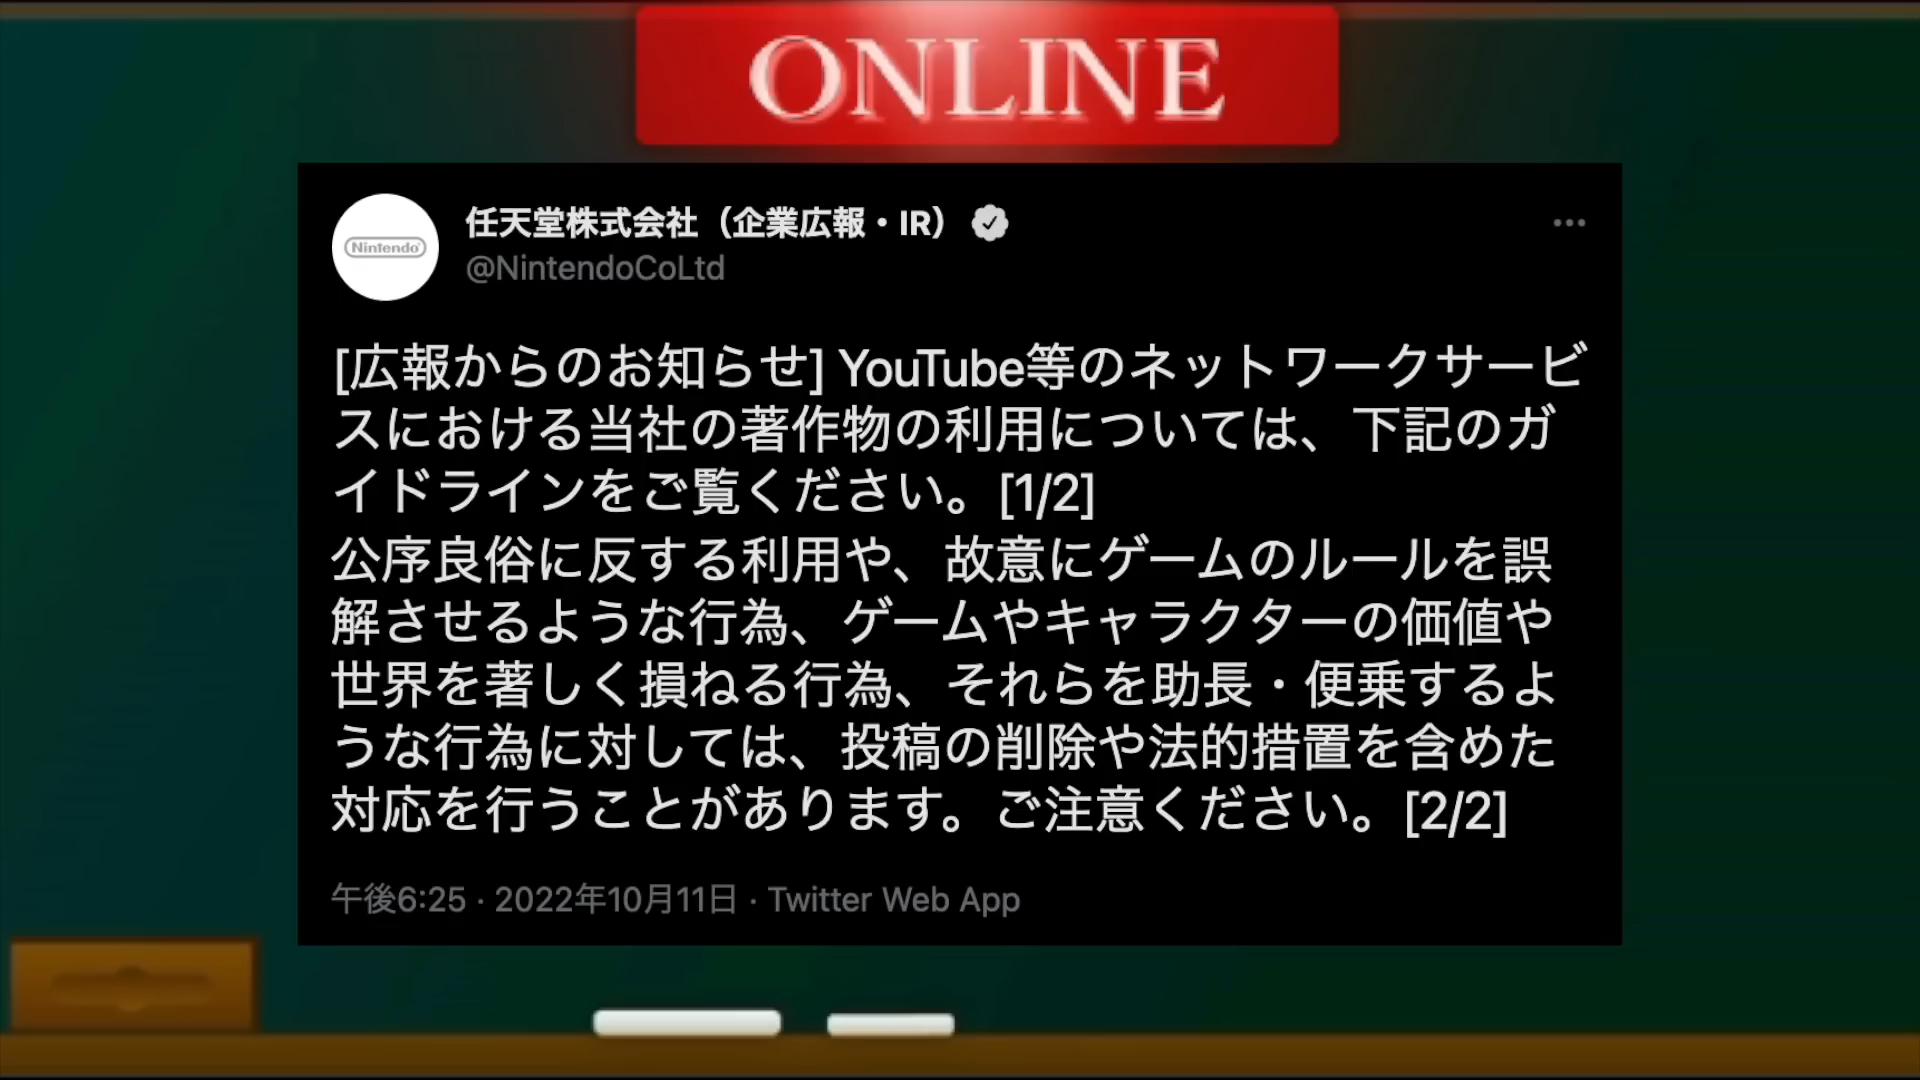 ONLINE
Nintendo
任天堂株式会社（企業広報・IR）
@NintendoCoLtd
[広報からのお知らせ] YouTube等のネットワークサービ
スにおける当社の著作物の利用については、下記のガ
イドラインをご覧ください。[1/2]
公序良俗に反する利用や、故意にゲームのルールを誤
解させるような行為、ゲームやキャラクターの価値や
世界を著しく損ねる行為、それらを助長・便乗するよ
うな行為に対しては、投稿の削除や法的措置を含めた
対応を行うことがあります。ご注意ください。[2/2]
午後6:25 · 2022年10月11日 · Twitter Web App